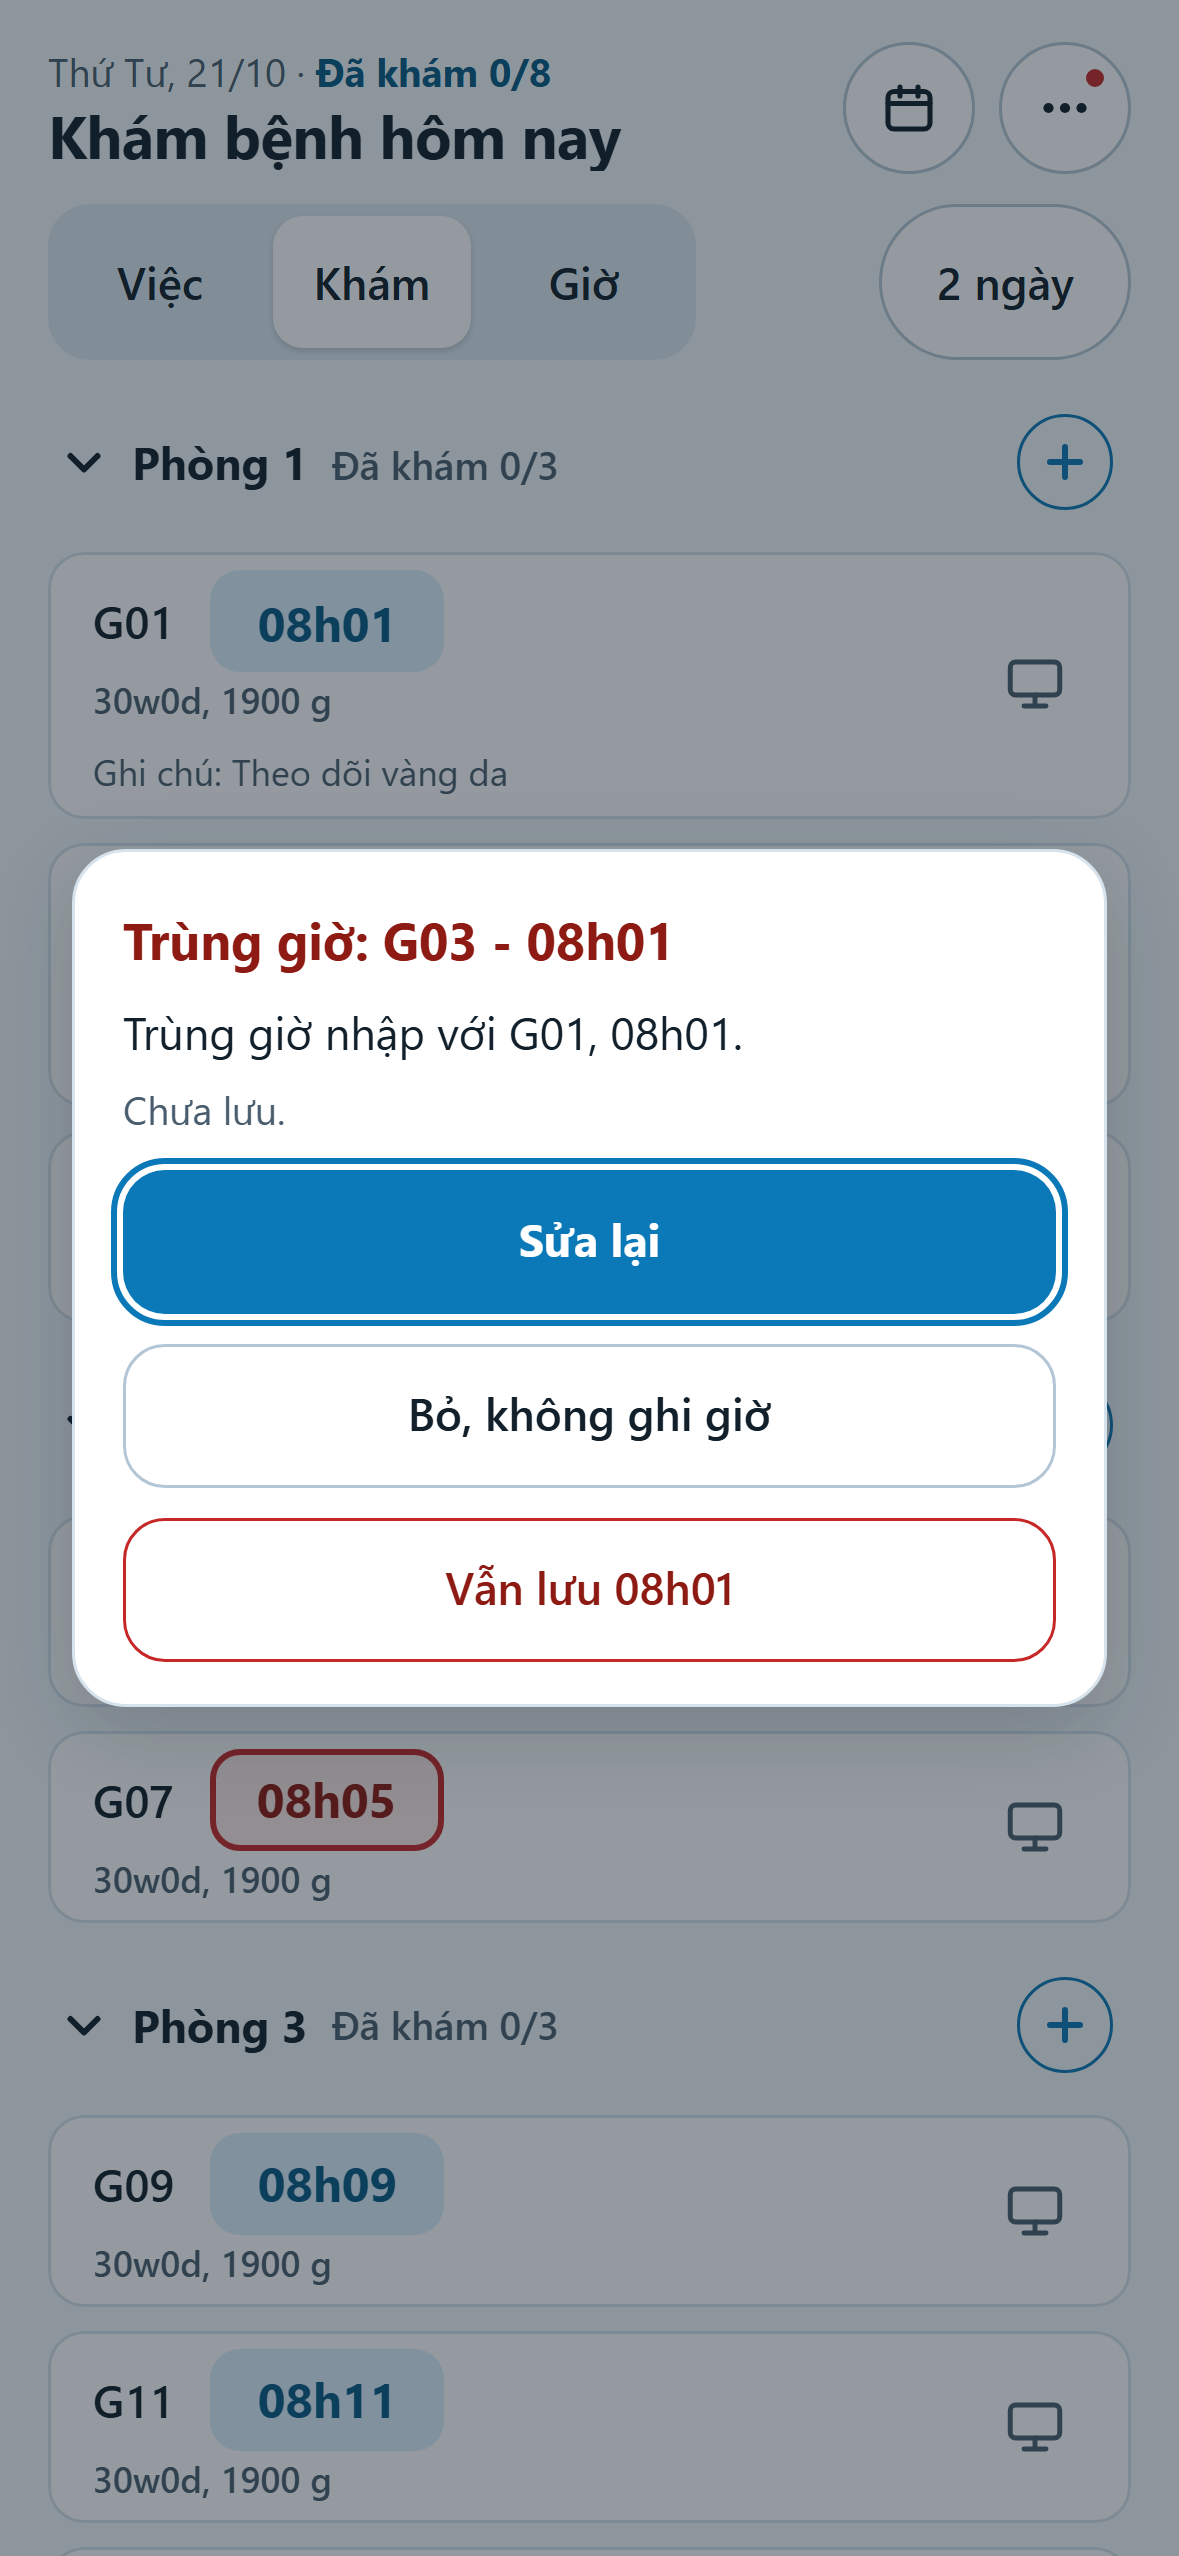 Thứ Tư, 21/10 · Đã khám 0/8
Khám bệnh hôm nay
Việc
Khám
Giờ
2 ngày
Phòng 1 Đã khám 0/3
G01 08h01
30w0d, 1900 g
Ghi chú: Theo dõi vàng da
Trùng giờ: G03 - 08h01
Trùng giờ nhập với G01, 08h01.
Chưa lưu.
Sửa lại
Bỏ, không ghi giờ
Vẫn lưu 08h01
G07 08h05
30w0d, 1900 g
Phòng 3 Đã khám 0/3
G09 08h09
30w0d, 1900 g
G11 08h11
30w0d, 1900 g